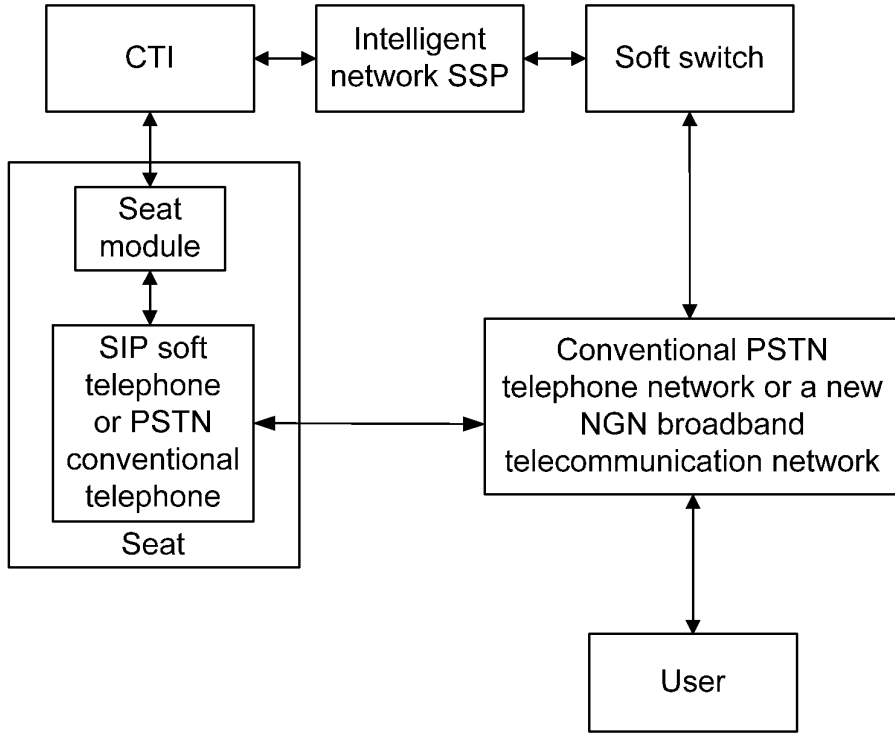 CTI
Intelligent
network SSP
Soft switch
Seat
module
SIP soft
telephone
or PSTN
conventional
telephone
Seat
Conventional PSTN
telephone network or a new
NGN broadband
telecommunication network
User